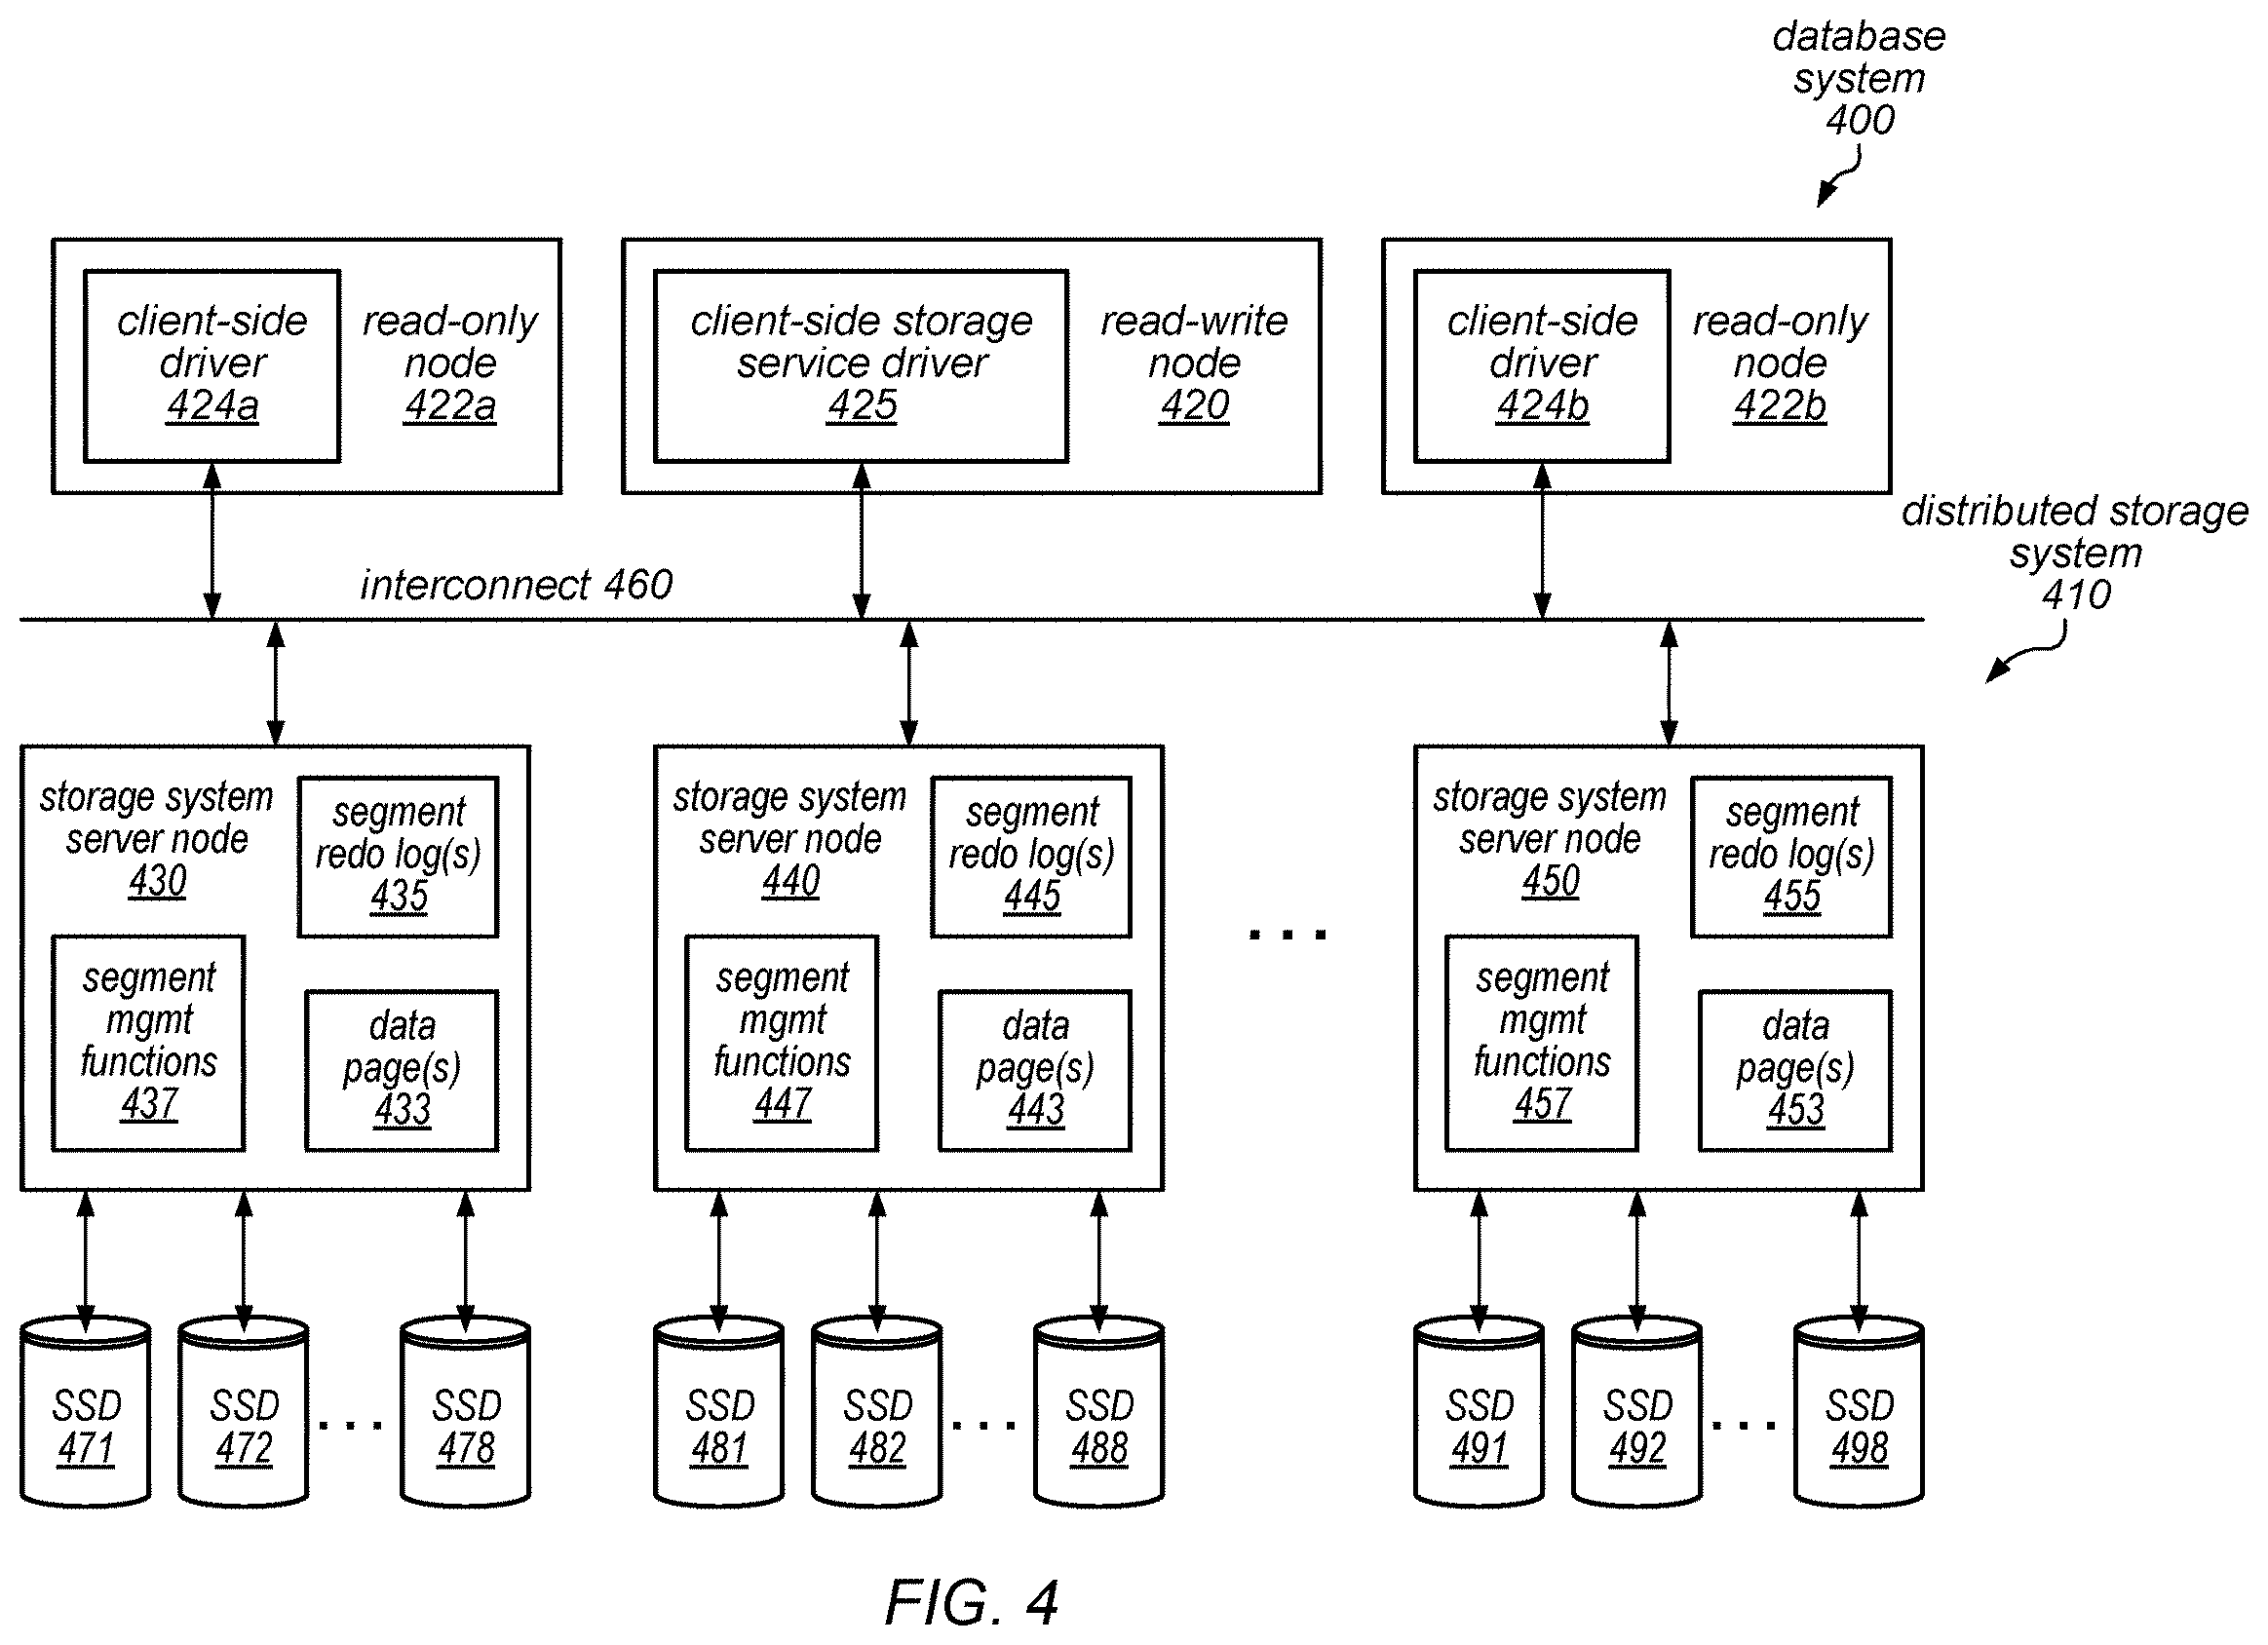 database
system
400
client-side
driver
424a
read-only
node
422a
client-side storage
service driver
425
read-write
node
420
client-side
driver
424b
read-only
node
422b
distributed storage
system
410
interconnect 460
storage system
server node
430
segment
redo log(s)
435
segment
mgmt
functions
437
data
page(s)
433
storage system
server node
440
segment
redo log(s)
445
segment
mgmt
functions
447
data
page(s)
443
. . .
storage system
server node
450
segment
redo log(s)
455
segment
mgmt
functions
457
data
page(s)
453
SSD
471
SSD
472
. . .
SSD
478
SSD
481
SSD
482
. . .
SSD
488
SSD
491
SSD
492
. . .
SSD
498
FIG. 4